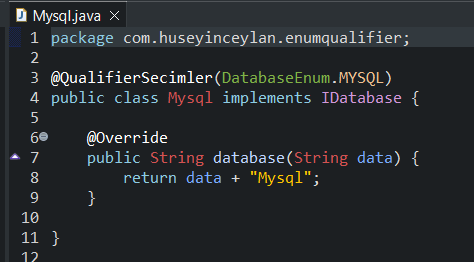 Mysql.java
1 package com.huseyinceylan.enumqualifier;
2
3 @QualifierSecimler(DatabaseEnum.MYSQL)
4 public class Mysql implements IDatabase {
5
6 @Override
7 public String database(String data) {
8 return data + "Mysql";
9 }
10
11 }
12